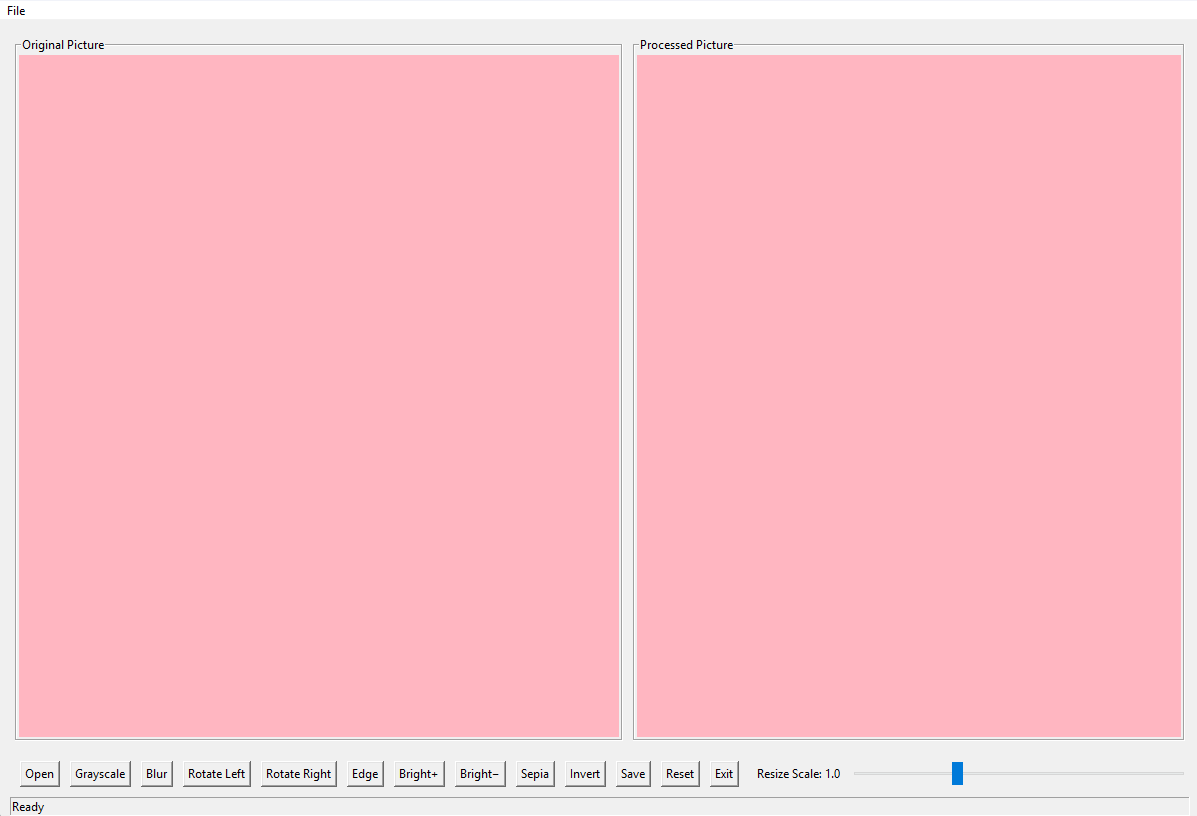 File
Original Picture Processed Picture
Open Grayscale Blur Rotate Left Rotate Right Edge Bright+ Bright− Sepia Invert Save Reset Exit Resize Scale: 1.0
Ready